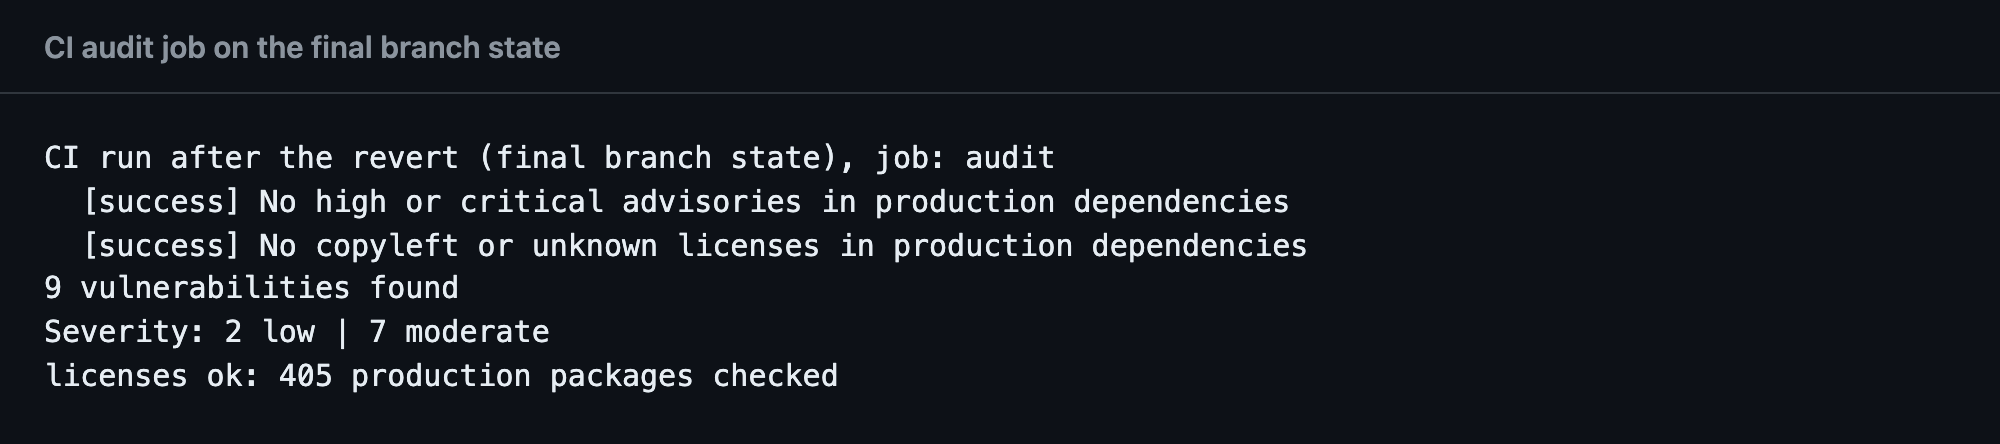 CI audit job on the final branch state
CI run after the revert (final branch state), job: audit
[success] No high or critical advisories in production dependencies
[success] No copyleft or unknown licenses in production dependencies
9 vulnerabilities found
Severity: 2 low | 7 moderate
licenses ok: 405 production packages checked